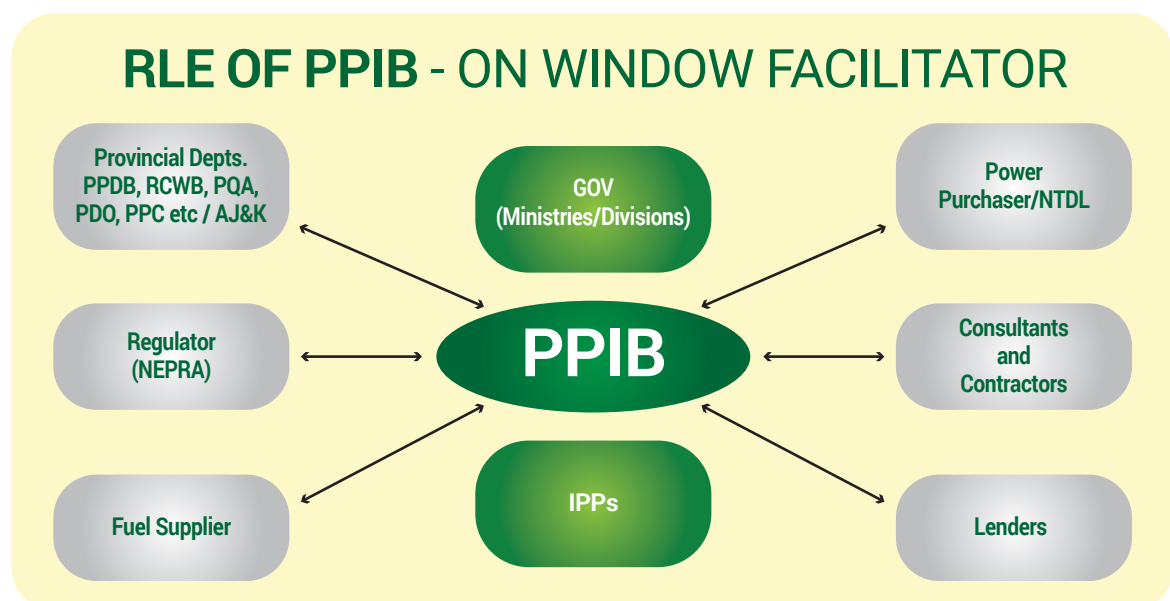 RLE OF PPIB - ON WINDOW FACILITATOR
Provincial Depts.
PPDB, RCWB, PQA,
PDO, PPC etc / AJ&K
GOV
(Ministries/Divisions)
Power
Purchaser/NTDL
Regulator
(NEPRA)
PPIB
Consultants
and
Contractors
Fuel Supplier
IPPs
Lenders